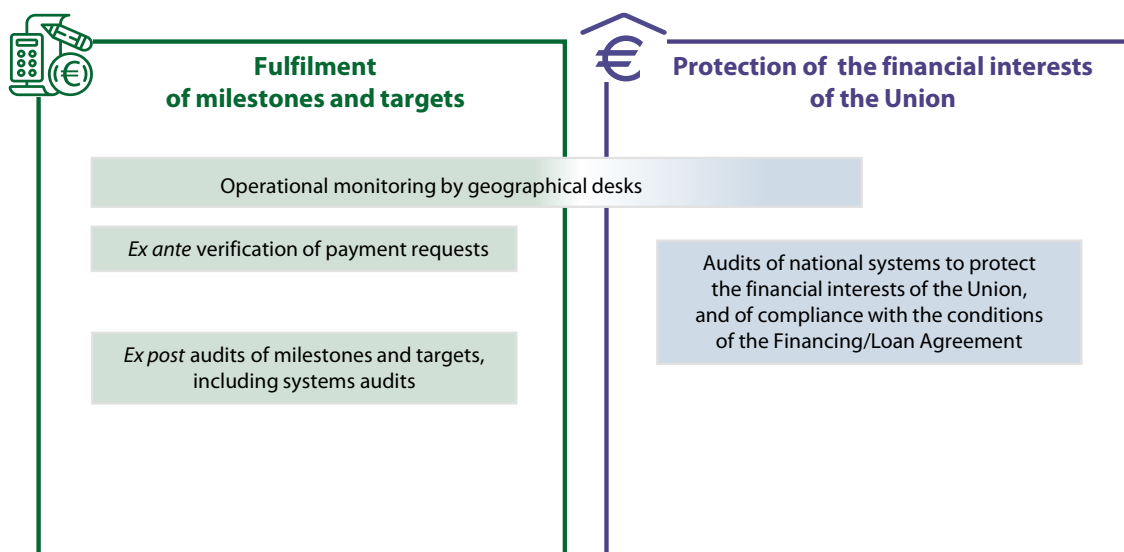 Fulfilment
of milestones and targets
Protection of the financial interests
of the Union
Operational monitoring by geographical desks
Ex ante verification of payment requests
Ex post audits of milestones and targets,
including systems audits
Audits of national systems to protect
the financial interests of the Union,
and of compliance with the conditions
of the Financing/Loan Agreement